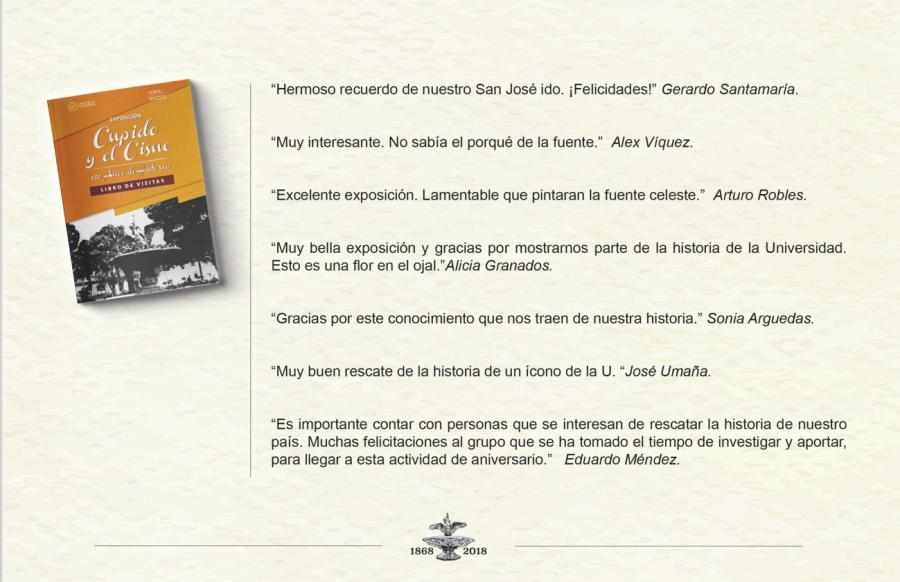 EXPOSICIÓN
Cupido
y el Cisne
150 Años de Historia
LIBRO DE VISITAS
“Hermoso recuerdo de nuestro San José ido. ¡Felicidades!” Gerardo Santamaría.
“Muy interesante. No sabía el porqué de la fuente.” Alex Víquez.
“Excelente exposición. Lamentable que pintaran la fuente celeste.” Arturo Robles.
“Muy bella exposición y gracias por mostrarnos parte de la historia de la Universidad.
Esto es una flor en el ojal.”Alicia Granados.
“Gracias por este conocimiento que nos traen de nuestra historia.” Sonia Arguedas.
“Muy buen rescate de la historia de un ícono de la U. “José Umaña.
“Es importante contar con personas que se interesan de rescatar la historia de nuestro
país. Muchas felicitaciones al grupo que se ha tomado el tiempo de investigar y aportar,
para llegar a esta actividad de aniversario.” Eduardo Méndez.
1868 2018